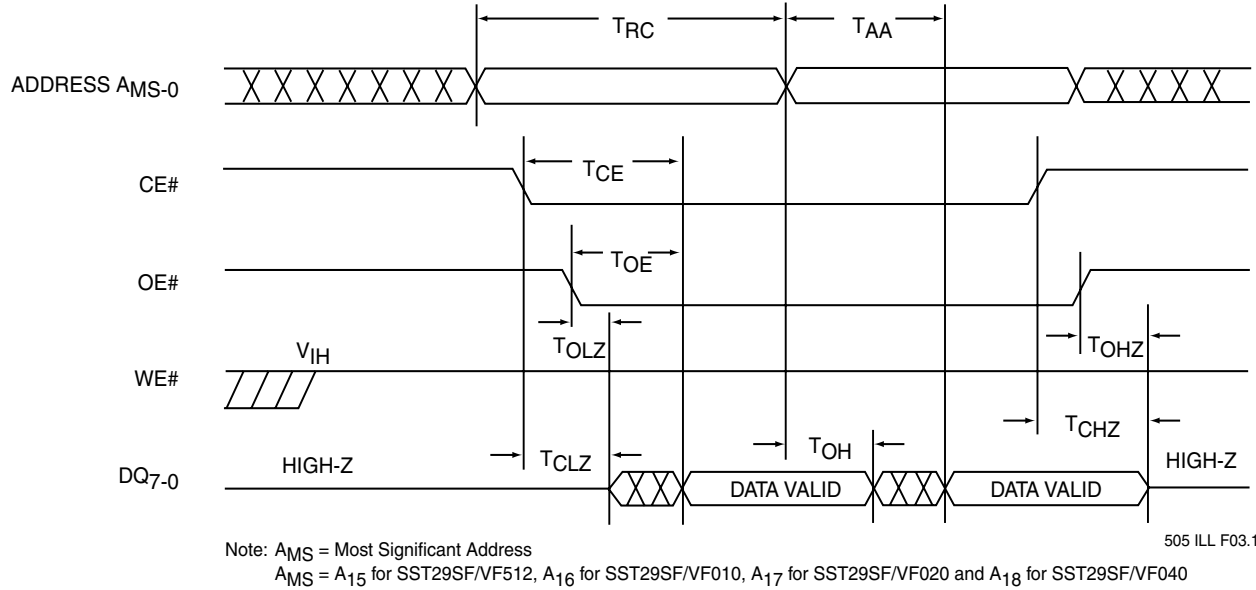 TRC TAA
ADDRESS AMS-0
TCE
CE#
TOE
OE#
TOLZ TOHZ
VIH
WE#
TCHZ
TCLZ TOH
HIGH-Z HIGH-Z
DQ7-0
DATA VALID DATA VALID
505 ILL F03.1
Note: AMS = Most Significant Address
AMS = A15 for SST29SF/VF512, A16 for SST29SF/VF010, A17 for SST29SF/VF020 and A18 for SST29SF/VF040